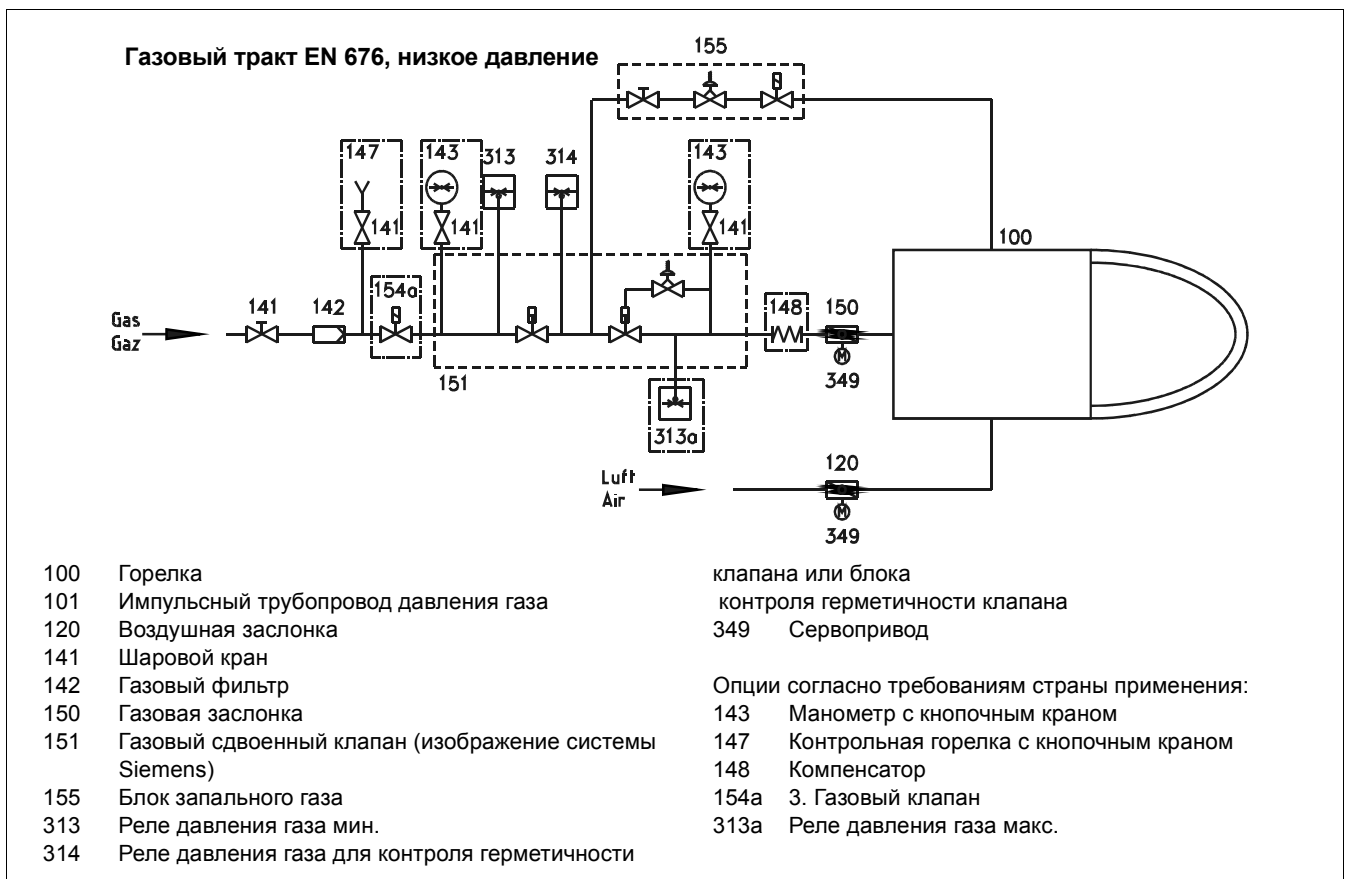 Газовый тракт EN 676, низкое давление
155
147
143
313
314
143
141
141
141
100
154a
141
142
148
150
Gas
Gaz
151
349
313a
120
Luft
Air
349
100 Горелка
101 Импульсный трубопровод давления газа
120 Воздушная заслонка
141 Шаровой кран
142 Газовый фильтр
150 Газовая заслонка
151 Газовый сдвоенный клапан (изображение системы
Siemens)
155 Блок запального газа
313 Реле давления газа мин.
314 Реле давления газа для контроля герметичности
клапана или блока
контроля герметичности клапана
349 Сервопривод
Опции согласно требованиям страны применения:
143 Манометр с кнопочным краном
147 Контрольная горелка с кнопочным краном
148 Компенсатор
154a 3. Газовый клапан
313a Реле давления газа макс.